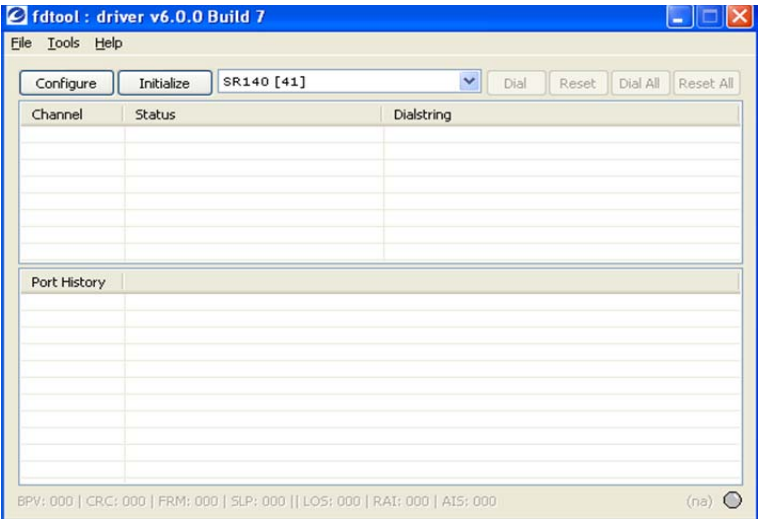 fdtool : driver v6.0.0 Build 7
File Tools Help
Configure Initialize SR140 [41] Dial Reset Dial All Reset All
Channel Status Dialstring
Port History
BPV: 000 | CRC: 000 | FRM: 000 | SLP: 000 || LOS: 000 | RAI: 000 | AIS: 000 (na)